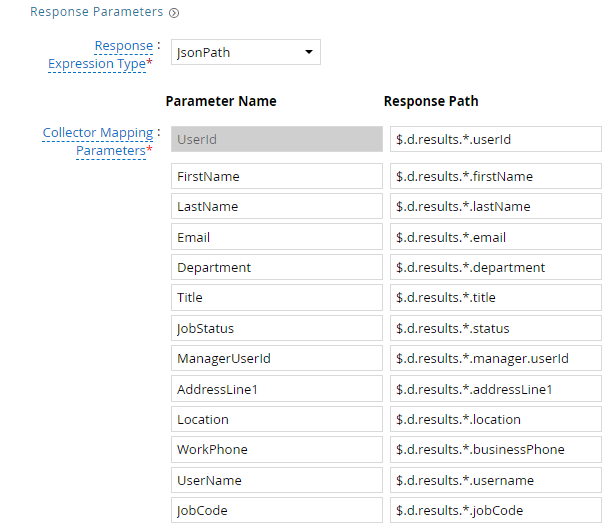 Response Parameters
Response : JsonPath
Expression Type*
Parameter Name Response Path
Collector Mapping : UserId $.d.results.*.userId
Parameters*
FirstName $.d.results.*.firstName
LastName $.d.results.*.lastName
Email $.d.results.*.email
Department $.d.results.*.department
Title $.d.results.*.title
JobStatus $.d.results.*.status
ManagerUserId $.d.results.*.manager.userId
AddressLine1 $.d.results.*.addressLine1
Location $.d.results.*.location
WorkPhone $.d.results.*.businessPhone
UserName $.d.results.*.username
JobCode $.d.results.*.jobCode